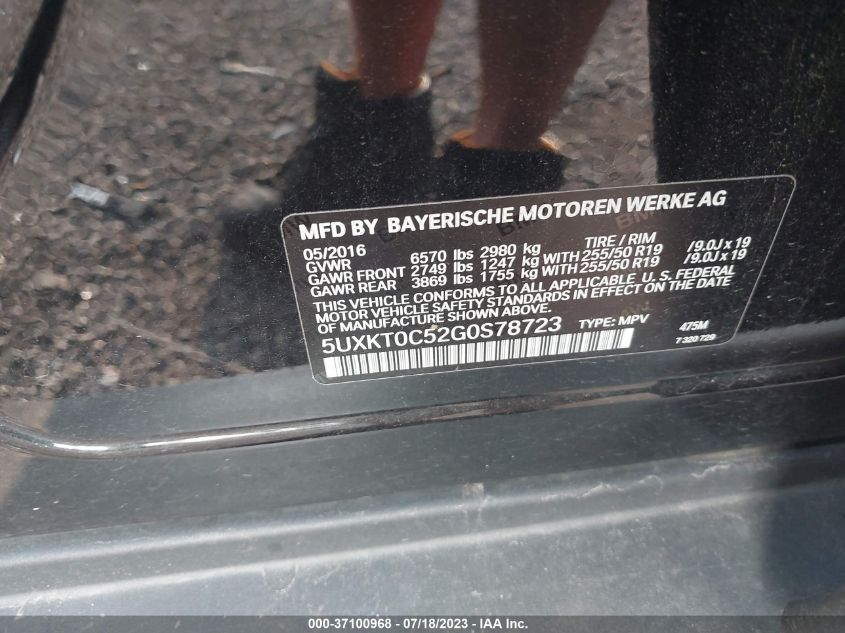 MFD BY BAYERISCHE MOTOREN WERKE AG
05/2016 TIRE / RIM
GVWR 6570 lbs 2980 kg
GAWR FRONT 2749 lbs 1247 kg WITH 255/50 R19 /9.0J x 19
GAWR REAR 3869 lbs 1755 kg WITH 255/50 R19 /9.0J x 19
THIS VEHICLE CONFORMS TO ALL APPLICABLE U. S. FEDERAL
MOTOR VEHICLE SAFETY STANDARDS IN EFFECT ON THE DATE
OF MANUFACTURE SHOWN ABOVE.
5UXKT0C52G0S78723 TYPE: MPV 475M
7 320 729
000-37100968 - 07/18/2023 - Copyright © 2023 IAA, Inc.